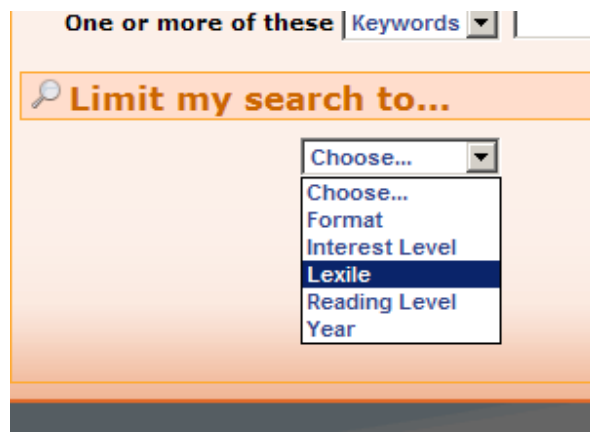 One or more of these Keywords
Limit my search to...
Choose...
Choose...
Format
Interest Level
Lexile
Reading Level
Year